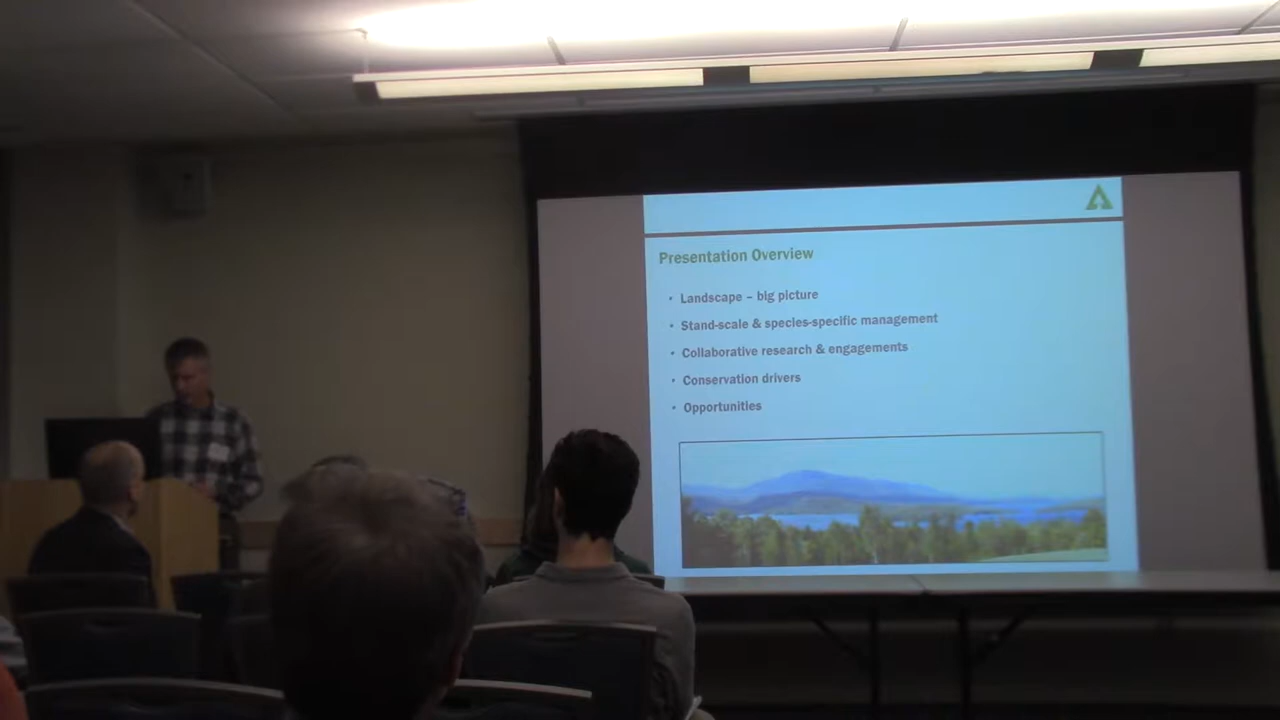 Presentation Overview
• Landscape – big picture
• Stand-scale & species-specific management
• Collaborative research & engagements
• Conservation drivers
• Opportunities